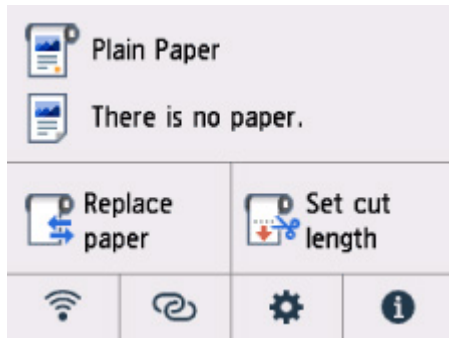 Plain Paper
There is no paper.
Replace
paper
Set cut
length